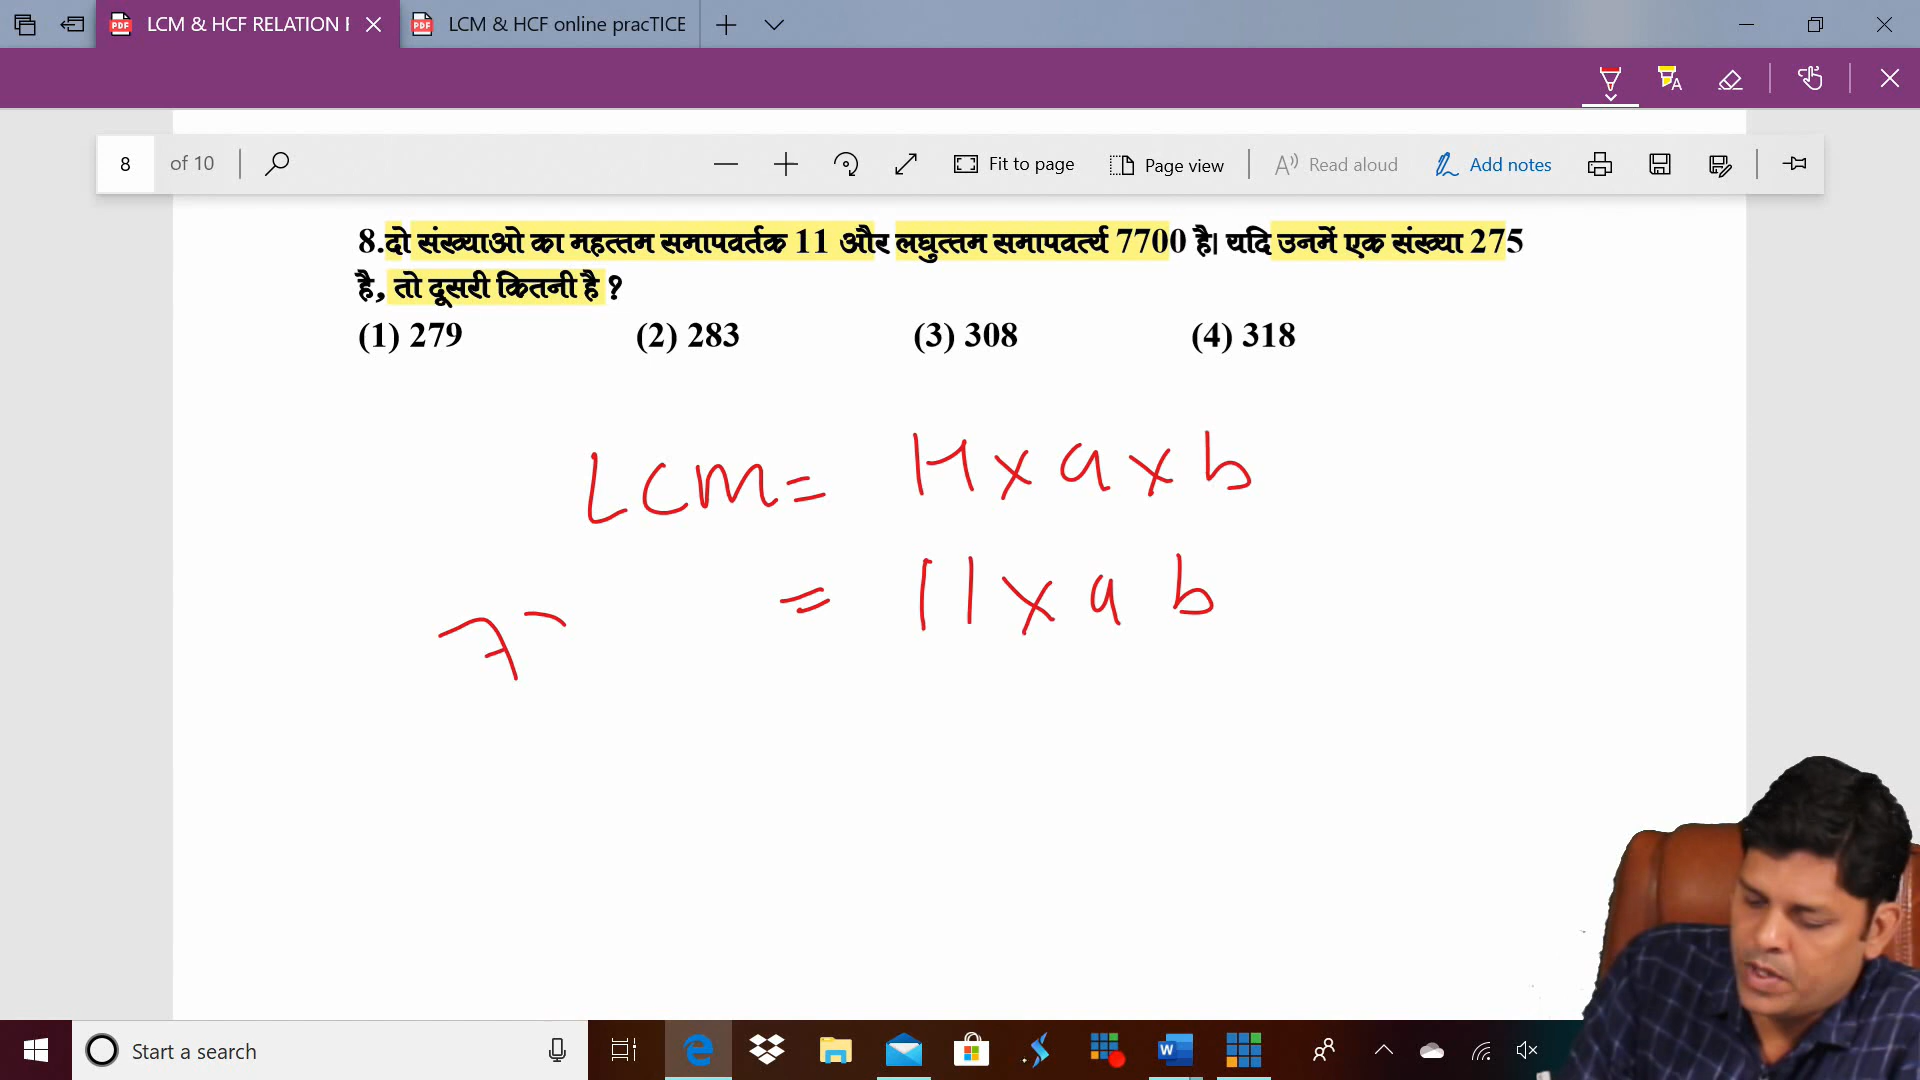 LCM & HCF RELATION F
LCM & HCF online pracTICE
8 of 10
Fit to page
Page view
Read aloud
Add notes
8.दो संख्याओ का महत्तम समापवर्तक 11 और लघुत्तम समापवर्त्य 7700 है। यदि उनमें एक संख्या 275
है, तो दूसरी कितनी है ?
(1) 279 (2) 283 (3) 308 (4) 318
LCM = H x a x b
= 11 x a b
7
Start a search